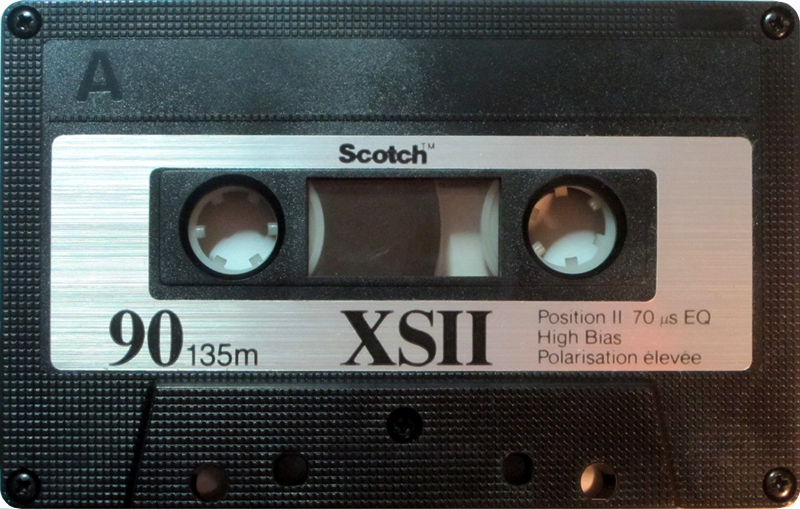 A
Scotch™
90 135m
XSII
Position II 70 µs EQ
High Bias
Polarisation élevée